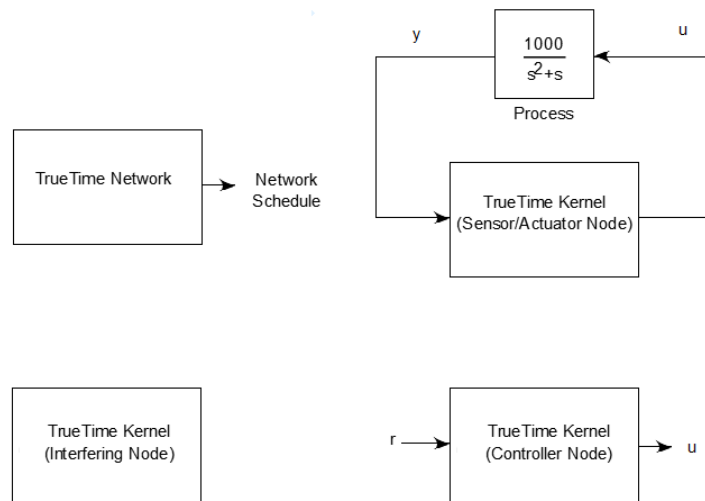 y
1000
s²+s
u
Process
TrueTime Network
Network
Schedule
TrueTime Kernel
(Sensor/Actuator Node)
TrueTime Kernel
(Interfering Node)
r
TrueTime Kernel
(Controller Node)
u